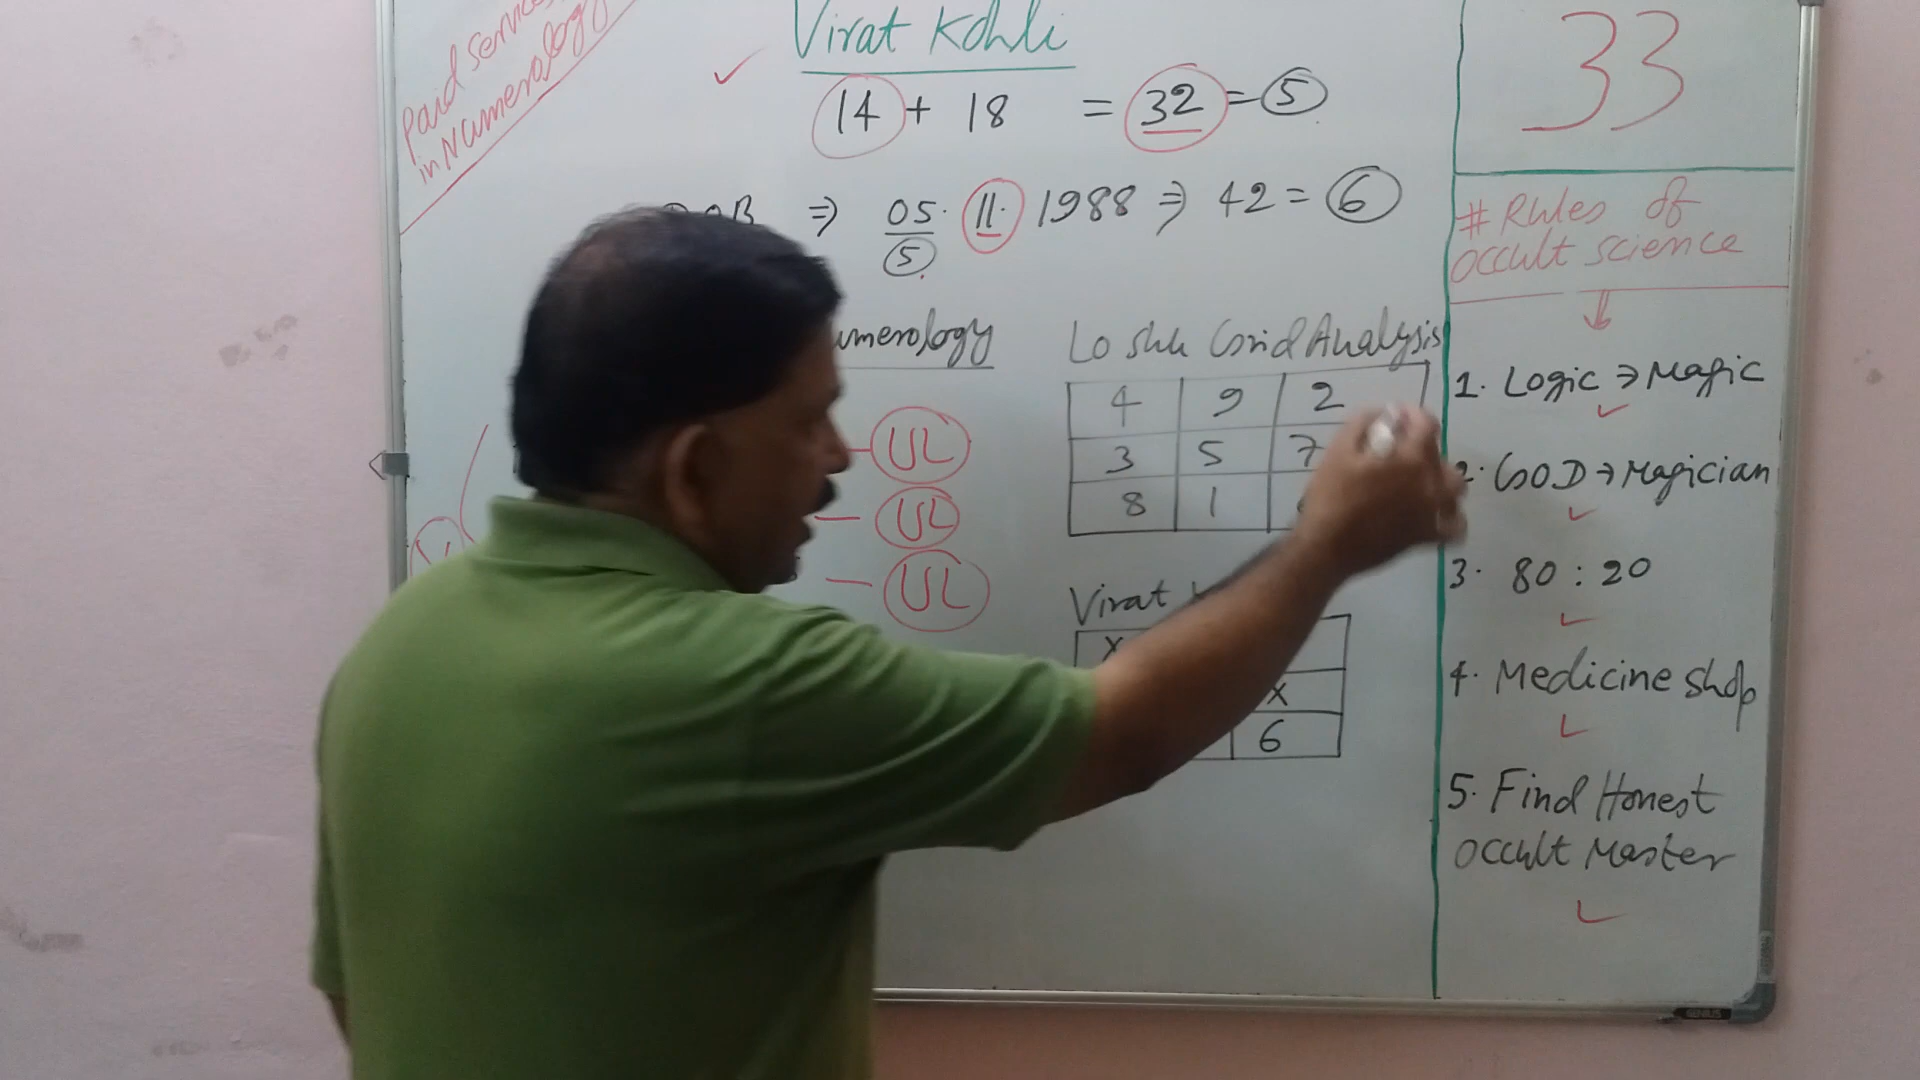 Paid services
in Numerology
Virat Kohli
14 + 18 = 32 = 5
DOB ⇒ 05. 11. 1988 ⇒ 42 = 6
5
umerology
UL
UL
UL
Lo Shu Grid Analysis
4 9 2
3 5 7
8 1
Virat
X
X
6
33
# Rules of
occult science
1. Logic ⇒ Magic
2. GOD → Magician
3. 80 : 20
4. Medicine shop
5. Find Honest
occult Master
GENIUS